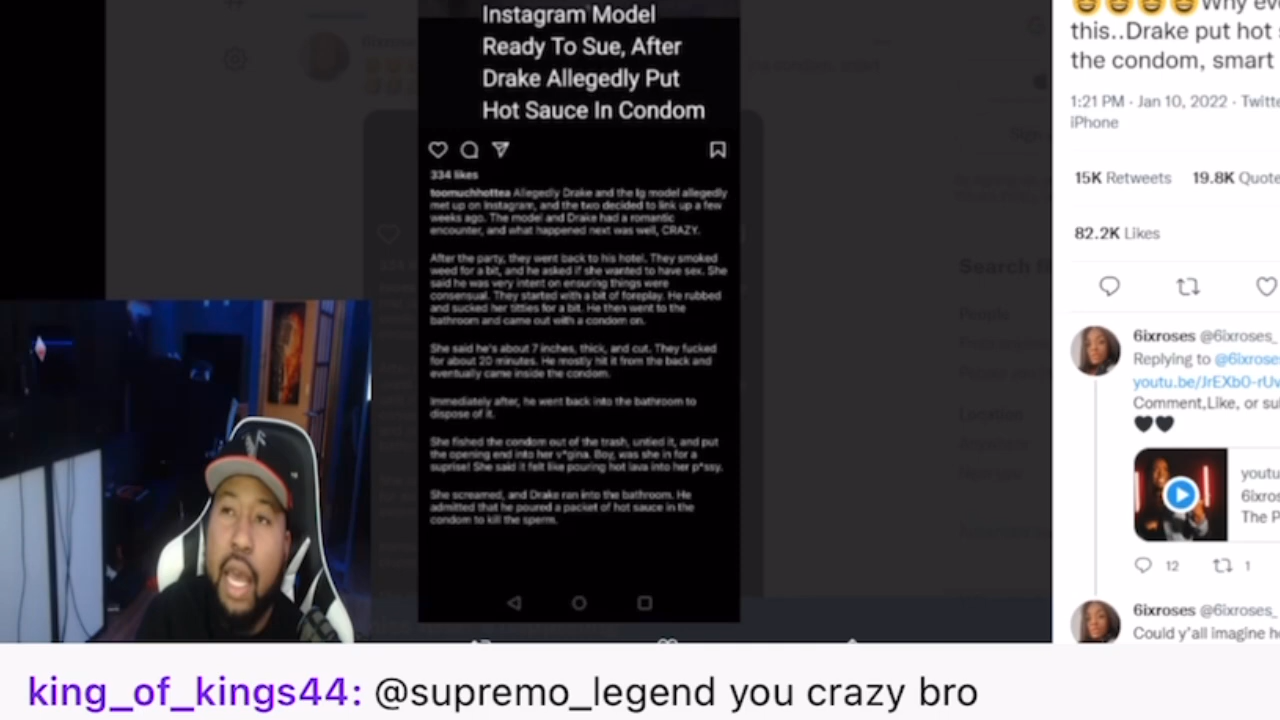 Instagram Model
Ready To Sue, After
Drake Allegedly Put
Hot Sauce In Condom
334 likes
toomuchhottea Allegedly Drake and the Ig model allegedly
met up on Instagram, and the two decided to link up a few
weeks ago. The model and Drake had a romantic
encounter, and what happened next was well, CRAZY.
After the party, they went back to his hotel. They smoked
weed for a bit, and he asked if she wanted to have sex. She
said he was very intent on ensuring things were
consensual. They started with a bit of foreplay. He rubbed
and sucked her titties for a bit. He then went to the
bathroom and came out with a condom on.
She said he's about 7 inches, thick, and cut. They fucked
for about 20 minutes. He mostly hit it from the back and
eventually came inside the condom.
Immediately after, he went back into the bathroom to
dispose of it.
She fished the condom out of the trash, untied it, and put
the opening end into her v*gina. Boy, was she in for a
suprise! She said it felt like pouring hot lava into her p*ssy.
She screamed, and Drake ran into the bathroom. He
admitted that he poured a packet of hot sauce in the
condom to kill the sperm.
Why eve
this..Drake put hot s
the condom, smart
1:21 PM · Jan 10, 2022 · Twitte
iPhone
15K Retweets 19.8K Quote
82.2K Likes
6ixroses @6ixroses_
Replying to @6ixrose
youtu.be/JrEXb0-rUv
Comment,Like, or su
youtu
6ixros
The P
12 1
6ixroses @6ixroses_
Could y'all imagine h
king_of_kings44: @supremo_legend you crazy bro